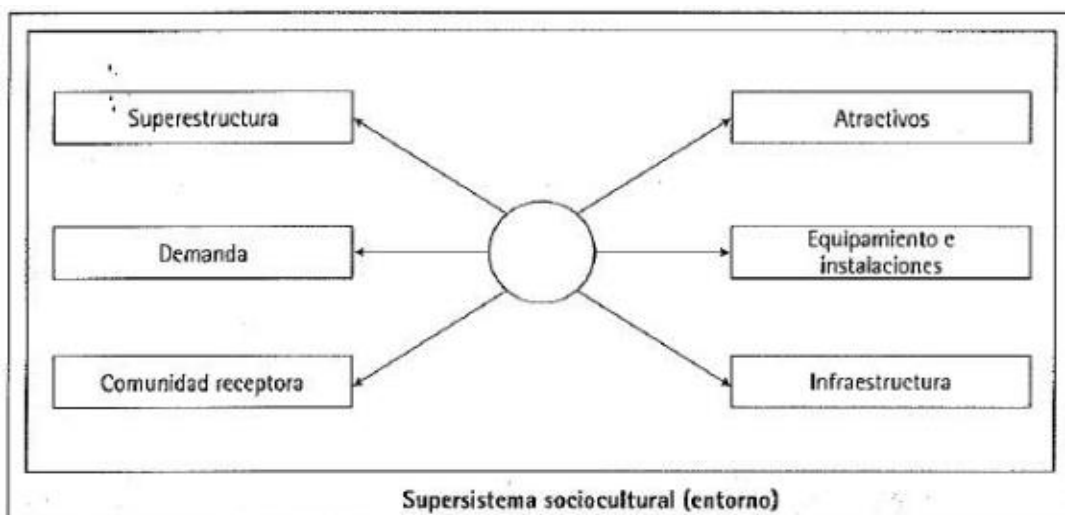 Superestructura
Atractivos
Demanda
Equipamiento e
instalaciones
Comunidad receptora
Infraestructura
Supersistema sociocultural (entorno)